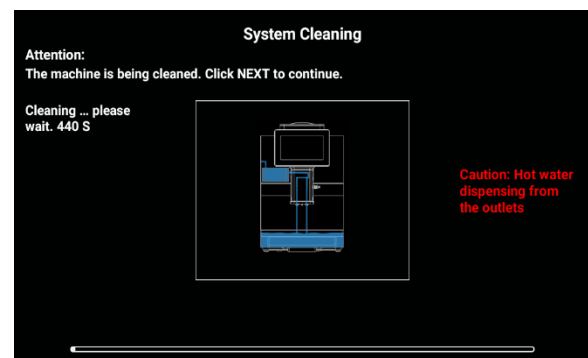 System Cleaning
Attention:
The machine is being cleaned. Click NEXT to continue.
Cleaning ... please
wait. 440 S
Caution: Hot water
dispensing from
the outlets